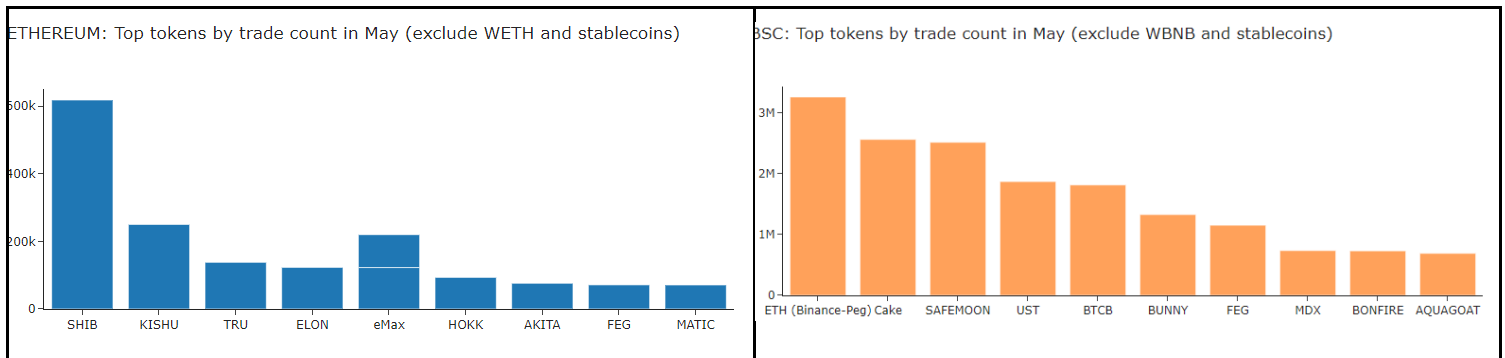 ETHEREUM: Top tokens by trade count in May (exclude WETH and stablecoins)
600k
400k
200k
0
SHIB KISHU TRU ELON eMax HOKK AKITA FEG MATIC
BSC: Top tokens by trade count in May (exclude WBNB and stablecoins)
3M
2M
1M
0
ETH (Binance-Peg) Cake SAFEMOON UST BTCB BUNNY FEG MDX BONFIRE AQUAGOAT